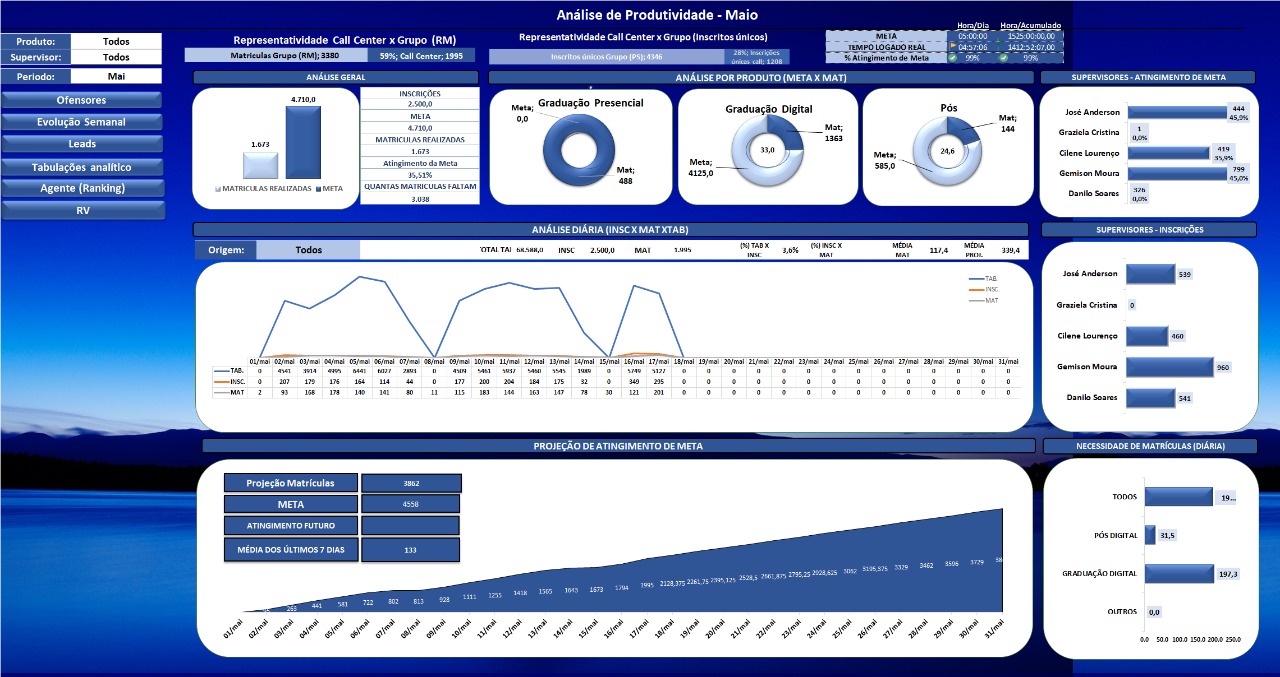 Análise de Produtividade - Maio
Produto: Todos
Supervisor: Todos
Periodo: Mai
Ofensores
Evolução Semanal
Leads
Tabulações analítico
Agente (Ranking)
RV
Representatividade Call Center x Grupo (RM)
Matrículas Grupo (RM); 3380 59%; Call Center; 1995
Representatividade Call Center x Grupo (Inscritos únicos)
Inscritos únicos Grupo (PS); 4346 28%; Inscrições únicas call; 1208
Hora/Dia Hora/Acumulado
META 05:00:00 1525:00:00,00
TEMPO LOGADO REAL 04:57:06 1412:52:07,00
% Atingimento de Meta 99% 99%
ANÁLISE GERAL
4.710,0
1.673
MATRICULAS REALIZADAS META
INSCRIÇÕES
2.500,0
META
4.710,0
MATRICULAS REALIZADAS
1.673
Atingimento da Meta
35,51%
QUANTAS MATRICULAS FALTAM
3.038
ANÁLISE POR PRODUTO (META X MAT)
Graduação Presencial
Meta; 0,0
Mat; 488
Graduação Digital
Mat; 1363
33,0
Meta; 4125,0
Pós
Mat; 144
24,6
Meta; 585,0
SUPERVISORES - ATINGIMENTO DE META
José Anderson 444 45,9%
Graziela Cristina 1 0,0%
Cilene Lourenço 419 35,9%
Gemison Moura 799 45,0%
Danilo Soares 326 0,0%
ANÁLISE DIÁRIA (INSC X MAT XTAB)
Origem: Todos
OTAL TAI 68.588,0 INSC 2.500,0 MAT 1.995 (%) TAB X INSC 3,6% (%) INSC X MAT MÉDIA MAT 117,4 MÉDIA PROJ. 339,4
TAB.
INSC.
MAT
01/mai 02/mai 03/mai 04/mai 05/mai 06/mai 07/mai 08/mai 09/mai 10/mai 11/mai 12/mai 13/mai 14/mai 15/mai 16/mai 17/mai 18/mai 19/mai 20/mai 21/mai 22/mai 23/mai 24/mai 25/mai 26/mai 27/mai 28/mai 29/mai 30/mai 31/mai
TAB. 0 4541 3914 4995 6441 6027 2893 0 4509 5461 5937 5460 5545 1989 0 5749 5127 0 0 0 0 0 0 0 0 0 0 0 0 0 0
INSC. 0 207 179 176 164 114 44 0 177 200 204 184 175 32 0 349 295 0 0 0 0 0 0 0 0 0 0 0 0 0 0
MAT 2 93 168 178 140 141 80 11 115 183 144 163 147 78 30 121 201 0 0 0 0 0 0 0 0 0 0 0 0 0 0
SUPERVISORES - INSCRIÇÕES
José Anderson 539
Graziela Cristina 0
Cilene Lourenço 460
Gemison Moura 960
Danilo Soares 541
PROJEÇÃO DE ATINGIMENTO DE META
Projeção Matrículas 3862
META 4558
ATINGIMENTO FUTURO
MÉDIA DOS ÚLTIMOS 7 DIAS 133
263 441 581 722 802 813 928 1111 1255 1418 1565 1643 1673 1794 1995 2128,375 2261,75 2395,125 2528,5 2661,875 2795,25 2928,625 3062 3195,375 3329 3462 3596 3729
01/mai 02/mai 03/mai 04/mai 05/mai 06/mai 07/mai 08/mai 09/mai 10/mai 11/mai 12/mai 13/mai 14/mai 15/mai 16/mai 17/mai 18/mai 19/mai 20/mai 21/mai 22/mai 23/mai 24/mai 25/mai 26/mai 27/mai 28/mai 29/mai 30/mai 31/mai
NECESSIDADE DE MATRÍCULAS (DIÁRIA)
TODOS 19...
PÓS DIGITAL 31,5
GRADUAÇÃO DIGITAL 197,3
OUTROS 0,0
0.0 50.0 100.0 150.0 200.0 250.0